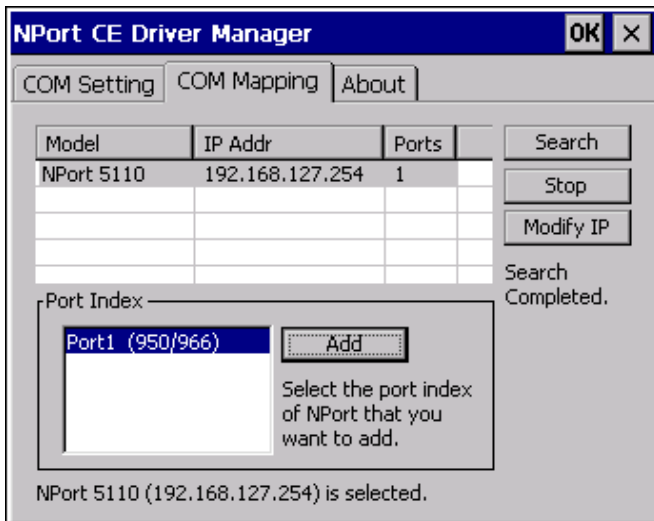 NPort CE Driver Manager OK ×
COM Setting COM Mapping About
Model IP Addr Ports
NPort 5110 192.168.127.254 1
Search
Stop
Modify IP
Search
Completed.
Port Index
Port1 (950/966)
Add
Select the port index
of NPort that you
want to add.
NPort 5110 (192.168.127.254) is selected.